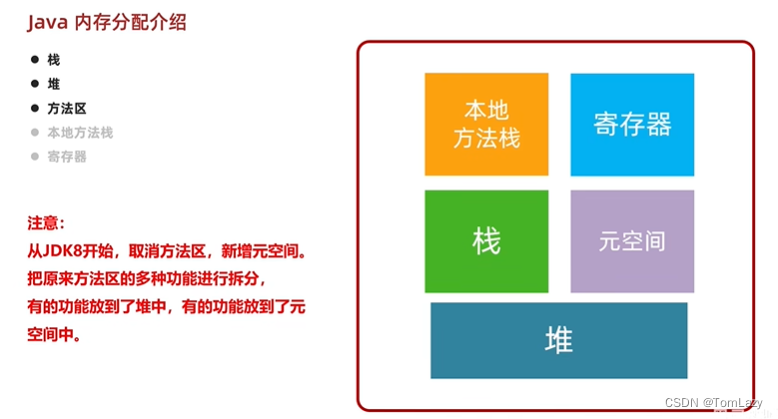 Java 内存分配介绍
● 栈
● 堆
● 方法区
● 本地方法栈
● 寄存器
注意：
从JDK8开始，取消方法区，新增元空间。
把原来方法区的多种功能进行拆分，
有的功能放到了堆中，有的功能放到了元
空间中。
本地
方法栈
寄存器
栈
元空间
堆
CSDN @TomLazy